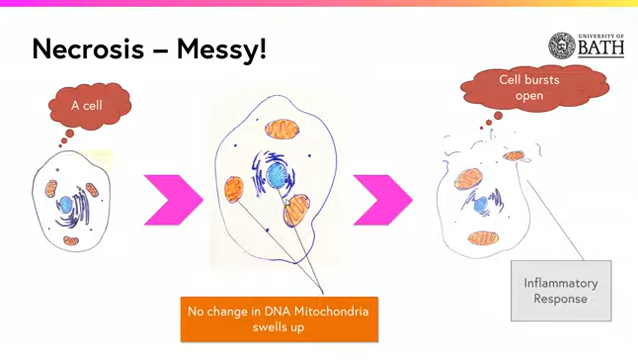 Necrosis – Messy!
UNIVERSITY OF
BATH
A cell
Cell bursts
open
No change in DNA Mitochondria
swells up
Inflammatory
Response